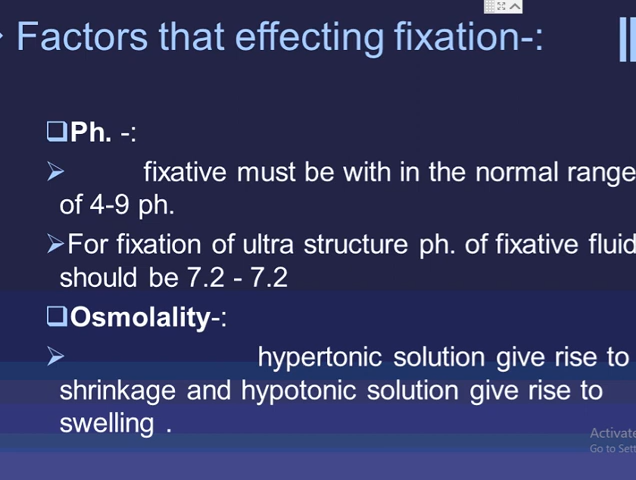 Factors that effecting fixation-:
Ph. -:
fixative must be with in the normal range
of 4-9 ph.
For fixation of ultra structure ph. of fixative fluid
should be 7.2 - 7.2
Osmolality-:
hypertonic solution give rise to
shrinkage and hypotonic solution give rise to
swelling .
Activate
Go to Sett